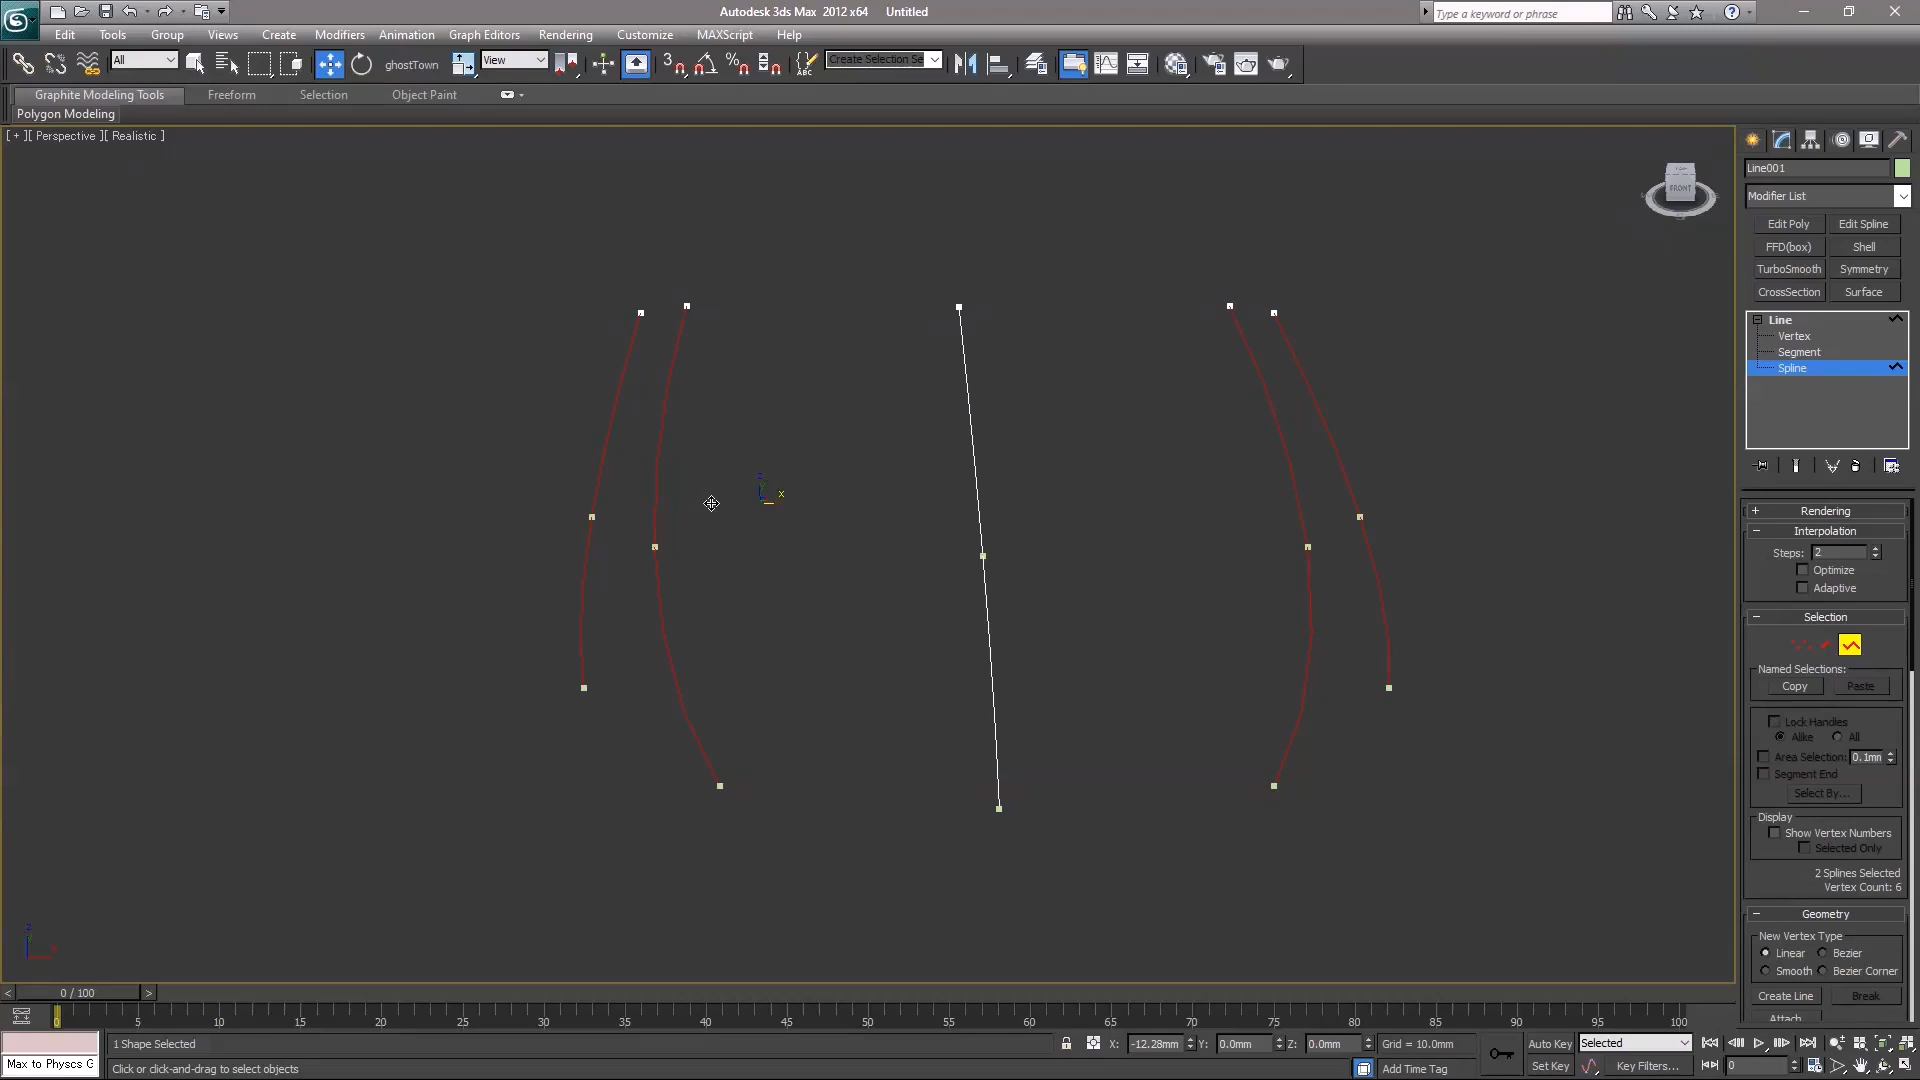 Autodesk 3ds Max 2012 x64 Untitled
Type a keyword or phrase
Edit Tools Group Views Create Modifiers Animation Graph Editors Rendering Customize MAXScript Help
All ghostTown View 3 Create Selection Se
Graphite Modeling Tools Freeform Selection Object Paint
Polygon Modeling
[ + ][ Perspective ][ Realistic ]
FRONT
x
Line001
Modifier List
Edit Poly Edit Spline
FFD(box) Shell
TurboSmooth Symmetry
CrossSection Surface
Line
Vertex
Segment
Spline
Rendering
Interpolation
Steps: 2
Optimize
Adaptive
Selection
Named Selections:
Copy Paste
Lock Handles
Alike All
Area Selection: 0.1mm
Segment End
Select By...
Display
Show Vertex Numbers
Selected Only
2 Splines Selected
Vertex Count: 6
Geometry
New Vertex Type
Linear Bezier
Smooth Bezier Corner
Create Line Break
Attach
0 / 100
0 5 10 15 20 25 30 35 40 45 50 55 60 65 70 75 80 85 90 95 100
1 Shape Selected X: -12.28mm Y: 0.0mm Z: 0.0mm Grid = 10.0mm Auto Key Selected
Max to Physcs C Click or click-and-drag to select objects Add Time Tag Set Key Key Filters... 0